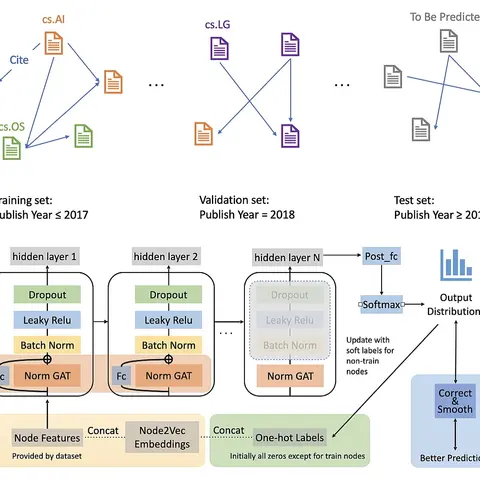 cs.AI
cs.LG
To Be Predicte
Cite
cs.OS
...
...
raining set:
Publish Year ≤ 2017
Validation set:
Publish Year = 2018
Test set:
Publish Year ≥ 201
hidden layer 1
hidden layer 2
hidden layer N
Post_fc
Dropout
Dropout
Dropout
Leaky Relu
Leaky Relu
Leaky Relu
Batch Norm
Batch Norm
Batch Norm
c
Norm GAT
Fc
Norm GAT
...
Norm GAT
Softmax
Output
Distribution
Update with
soft labels for
non-train
nodes
Correct
&
Smooth
Better Predictio
Node Features
Concat
Node2Vec
Embeddings
Concat
One-hot Labels
Provided by dataset
Initially all zeros except for train nodes